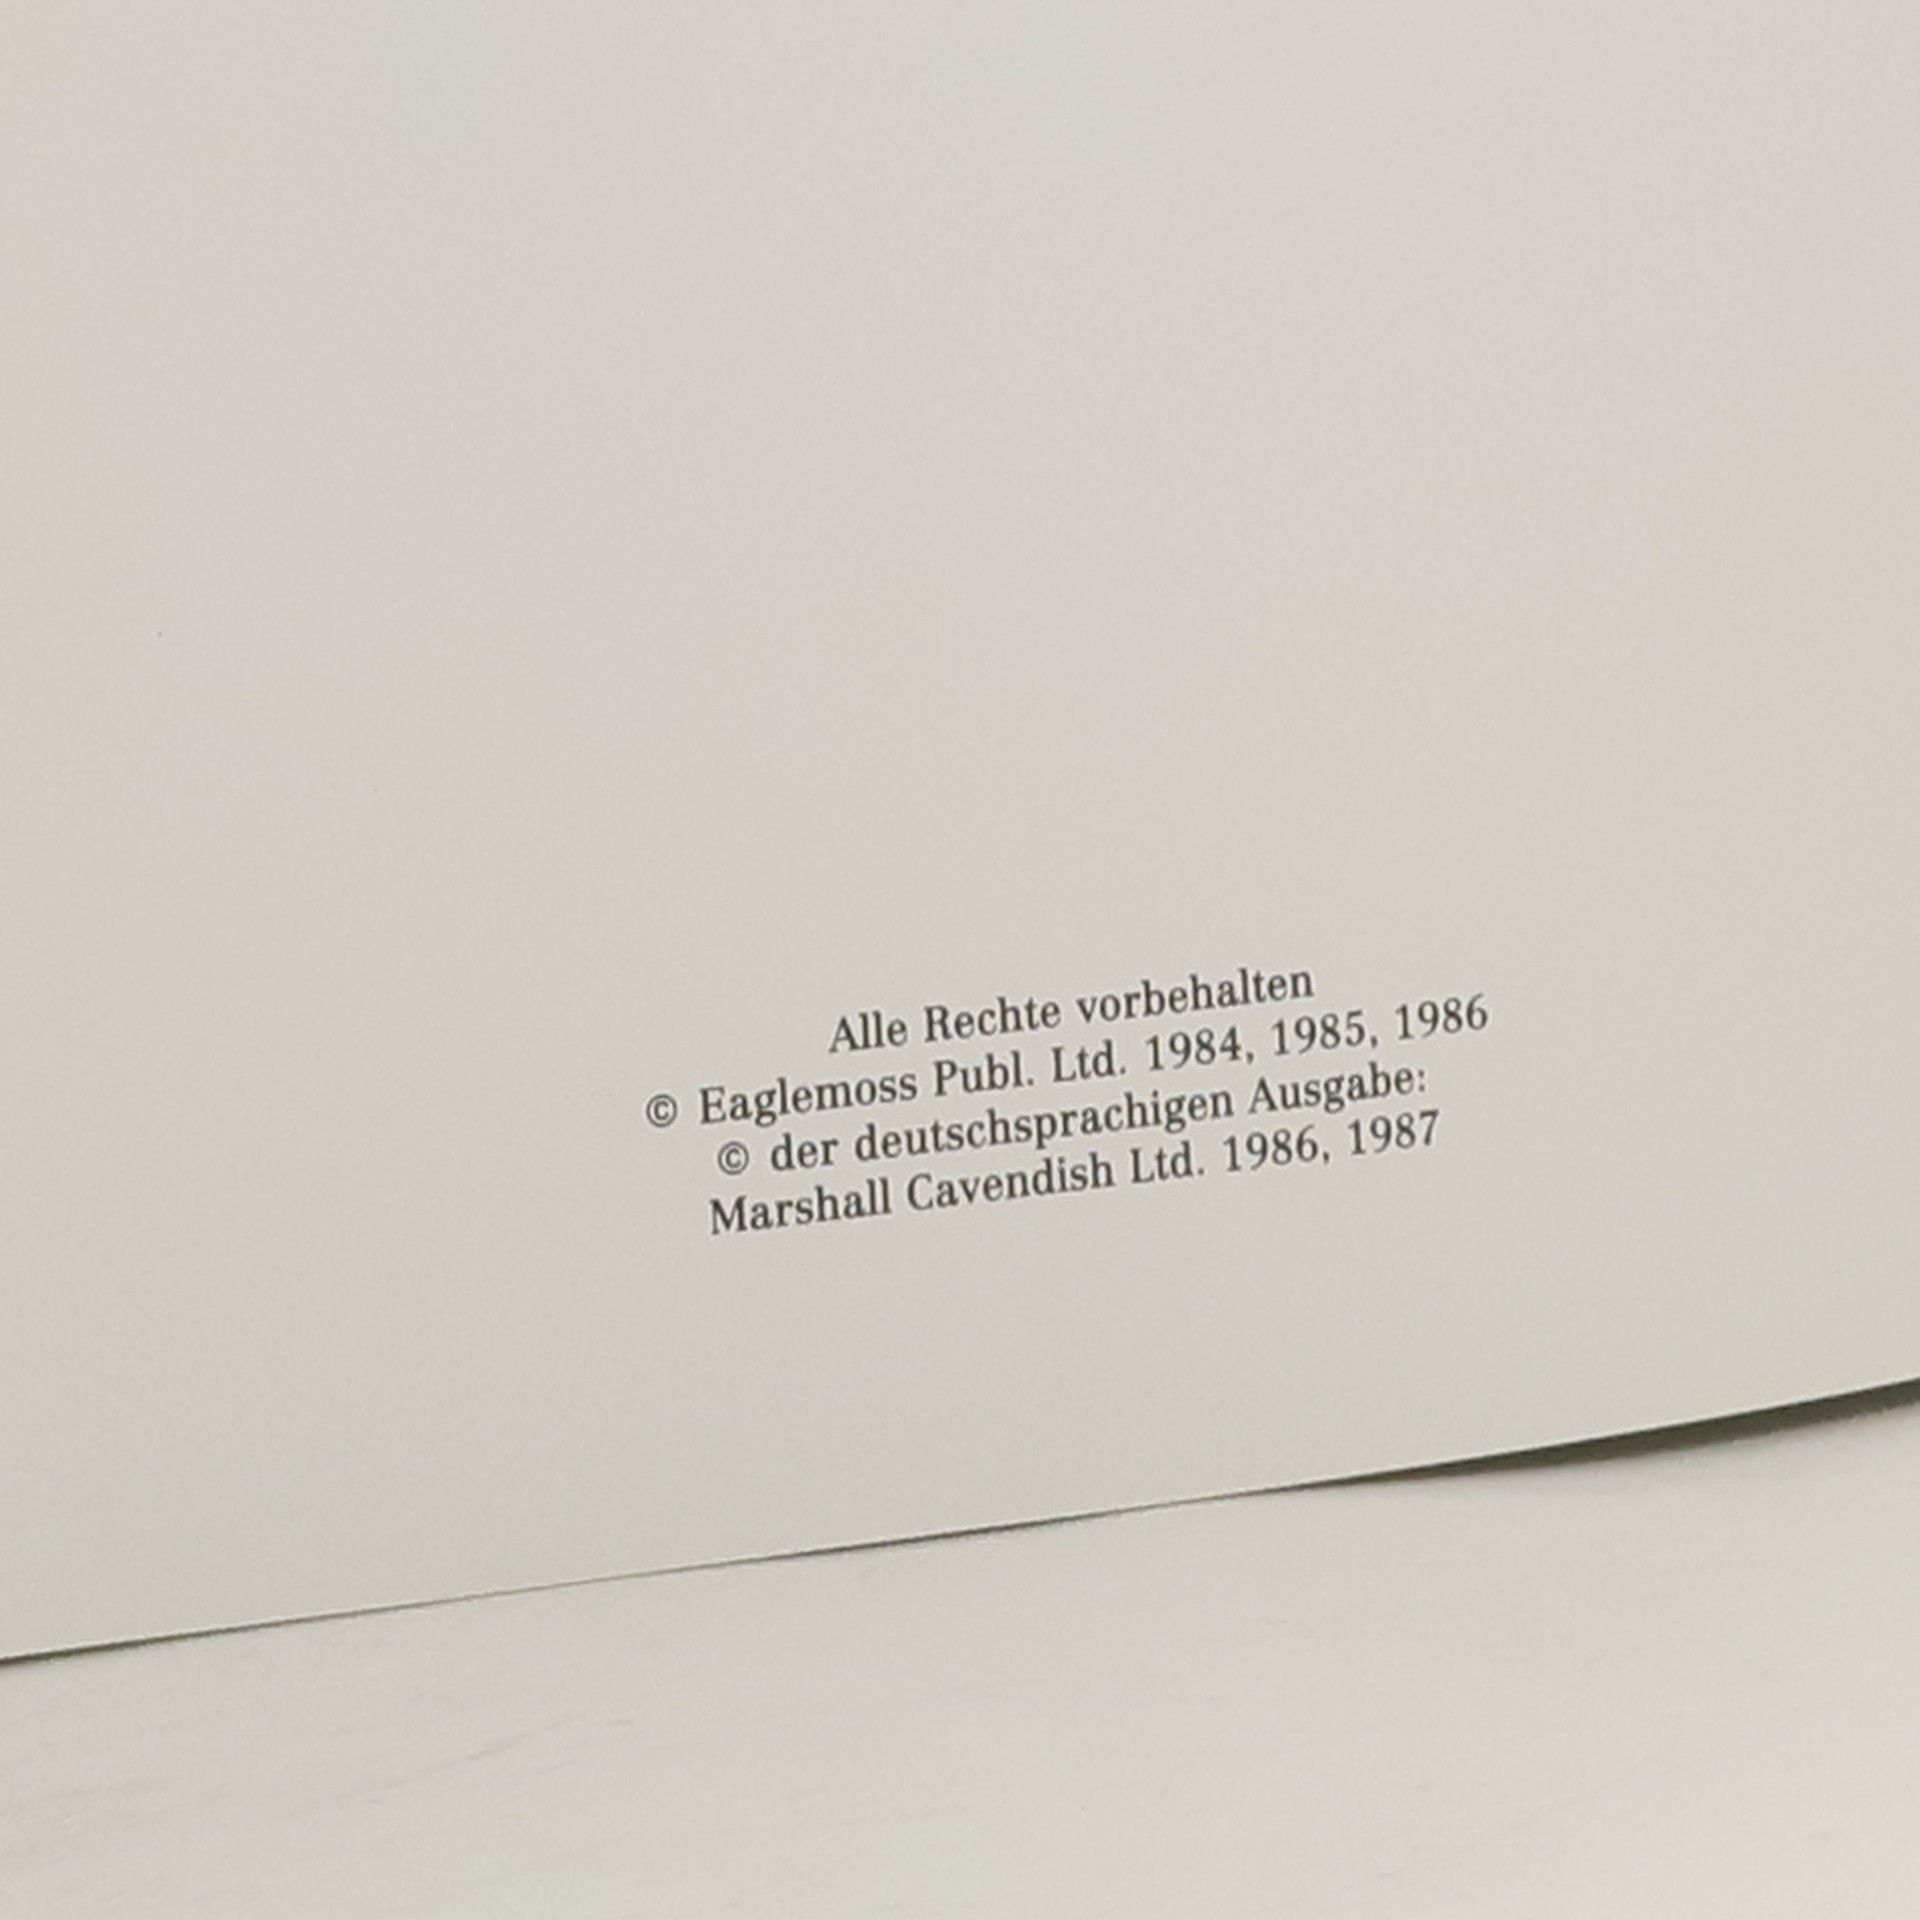 Alle Rechte vorbehalten
© Eaglemoss Publ. Ltd. 1984, 1985, 1986
© der deutschsprachigen Ausgabe:
Marshall Cavendish Ltd. 1986, 1987